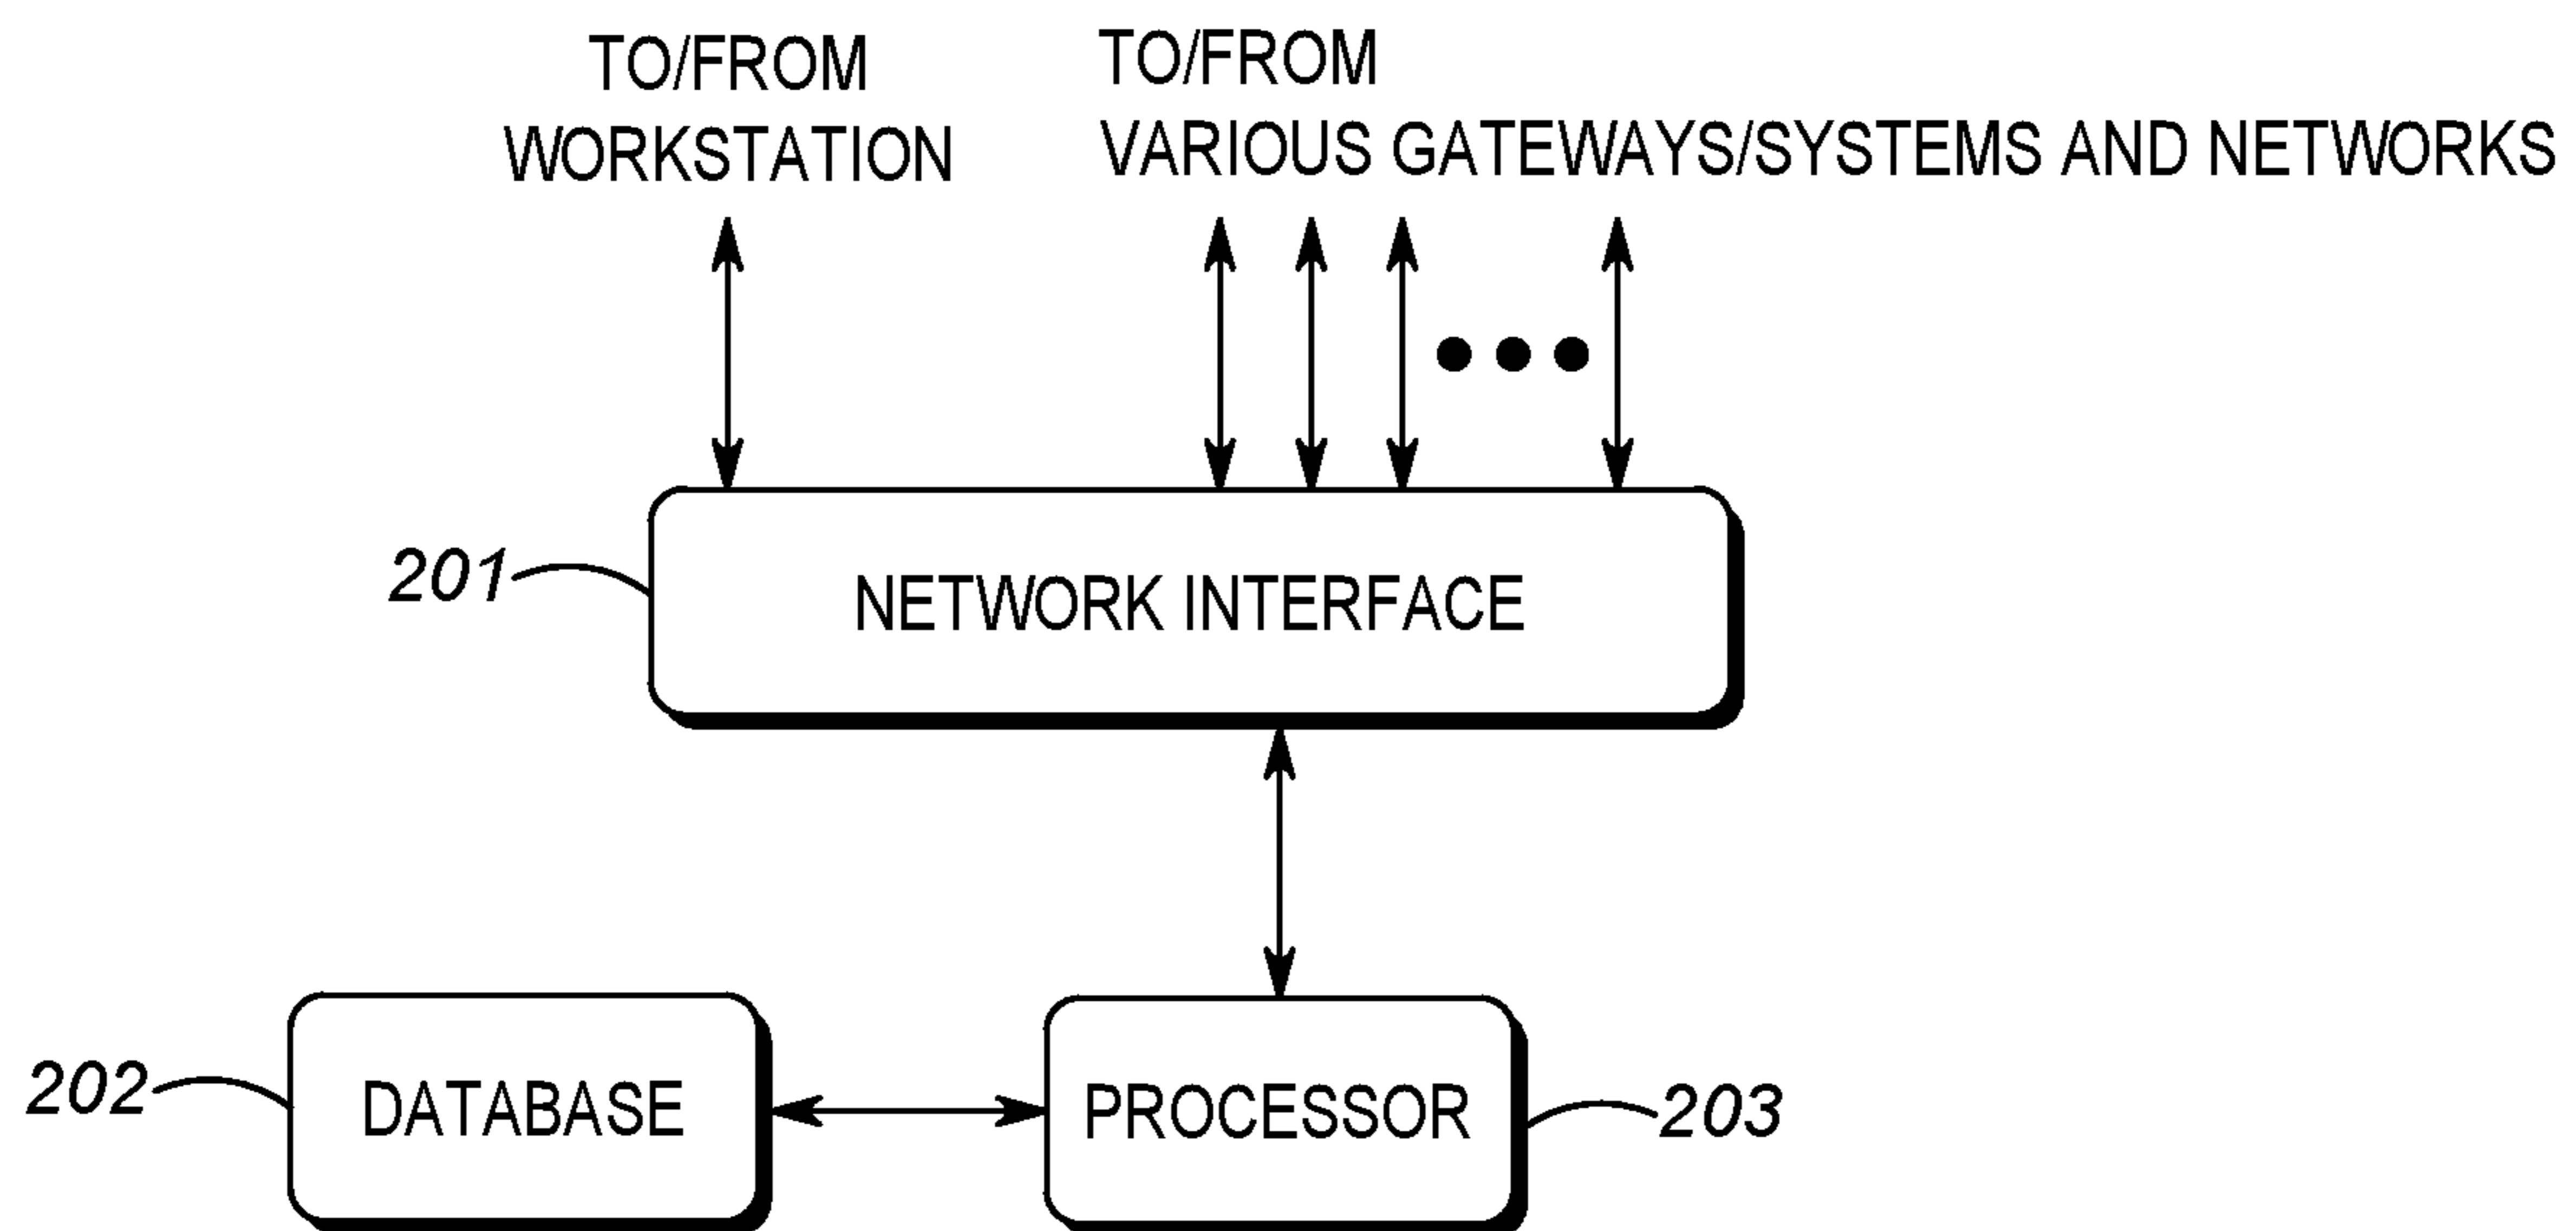 TO/FROM
WORKSTATION
TO/FROM
VARIOUS GATEWAYS/SYSTEMS AND NETWORKS
201
NETWORK INTERFACE
202
DATABASE
PROCESSOR
203